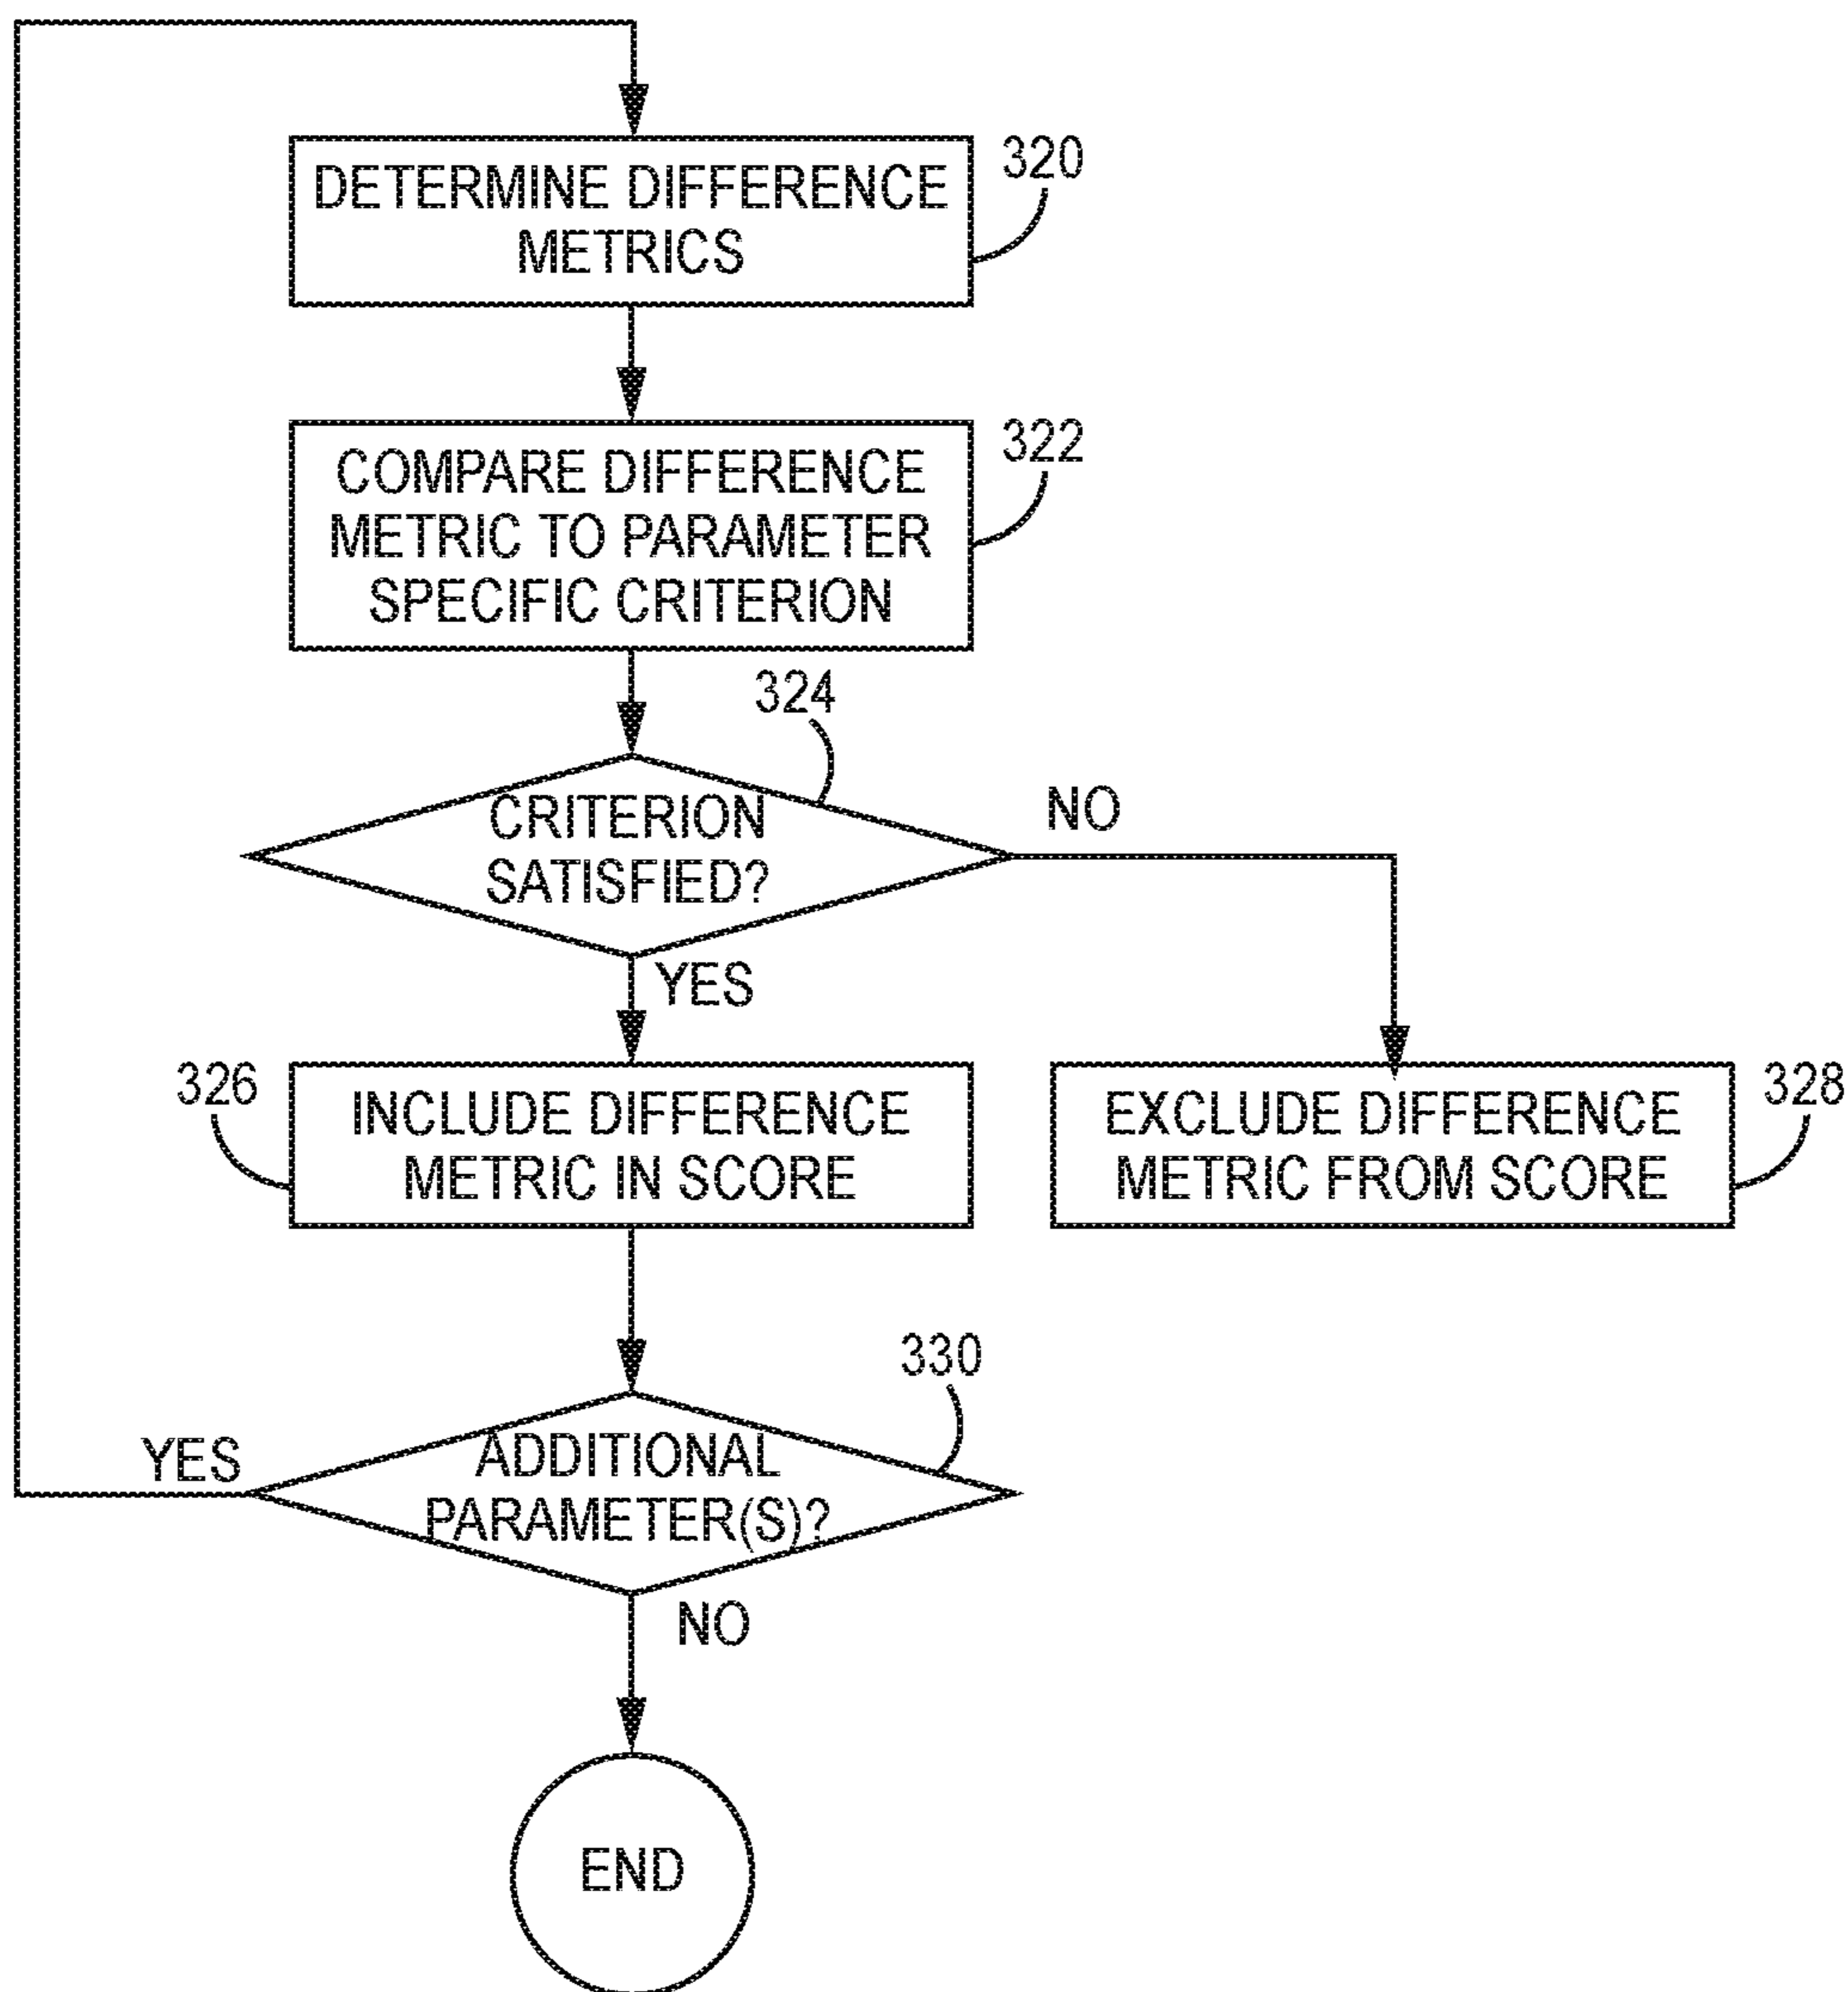 DETERMINE DIFFERENCE
METRICS
320
COMPARE DIFFERENCE
METRIC TO PARAMETER
SPECIFIC CRITERION
322
324
CRITERION
SATISFIED?
NO
YES
326
INCLUDE DIFFERENCE
METRIC IN SCORE
EXCLUDE DIFFERENCE
METRIC FROM SCORE
328
330
YES
ADDITIONAL
PARAMETER(S)?
NO
END